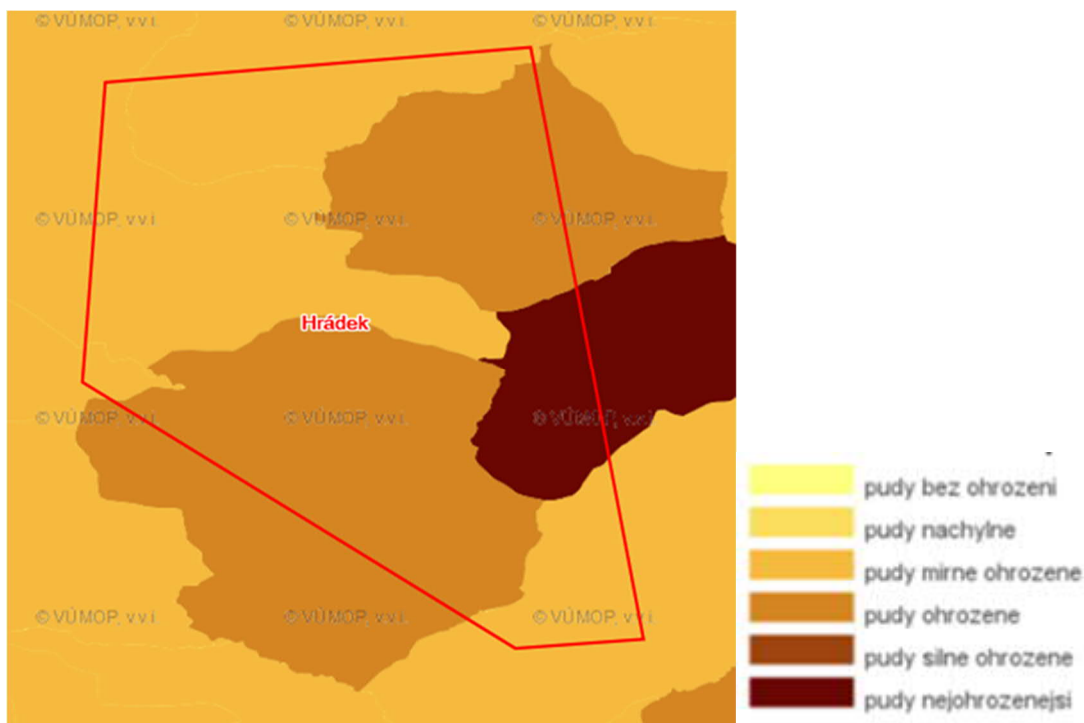 © VÚMOP, v.v.i. © VÚMOP, v.v.i. © VÚMOP, v.v.i.
© VÚMOP, v.v.i. © VÚMOP, v.v.i. © VÚMOP, v.v.i.
Hrádek
© VÚMOP, v.v.i. © VÚMOP, v.v.i. © VÚMOP, v.v.i.
© VÚMOP, v.v.i. © VÚMOP, v.v.i. © VÚMOP, v.v.i.
pudy bez ohrozeni
pudy nachylne
pudy mirne ohrozene
pudy ohrozene
pudy silne ohrozene
pudy nejohrozenejsi